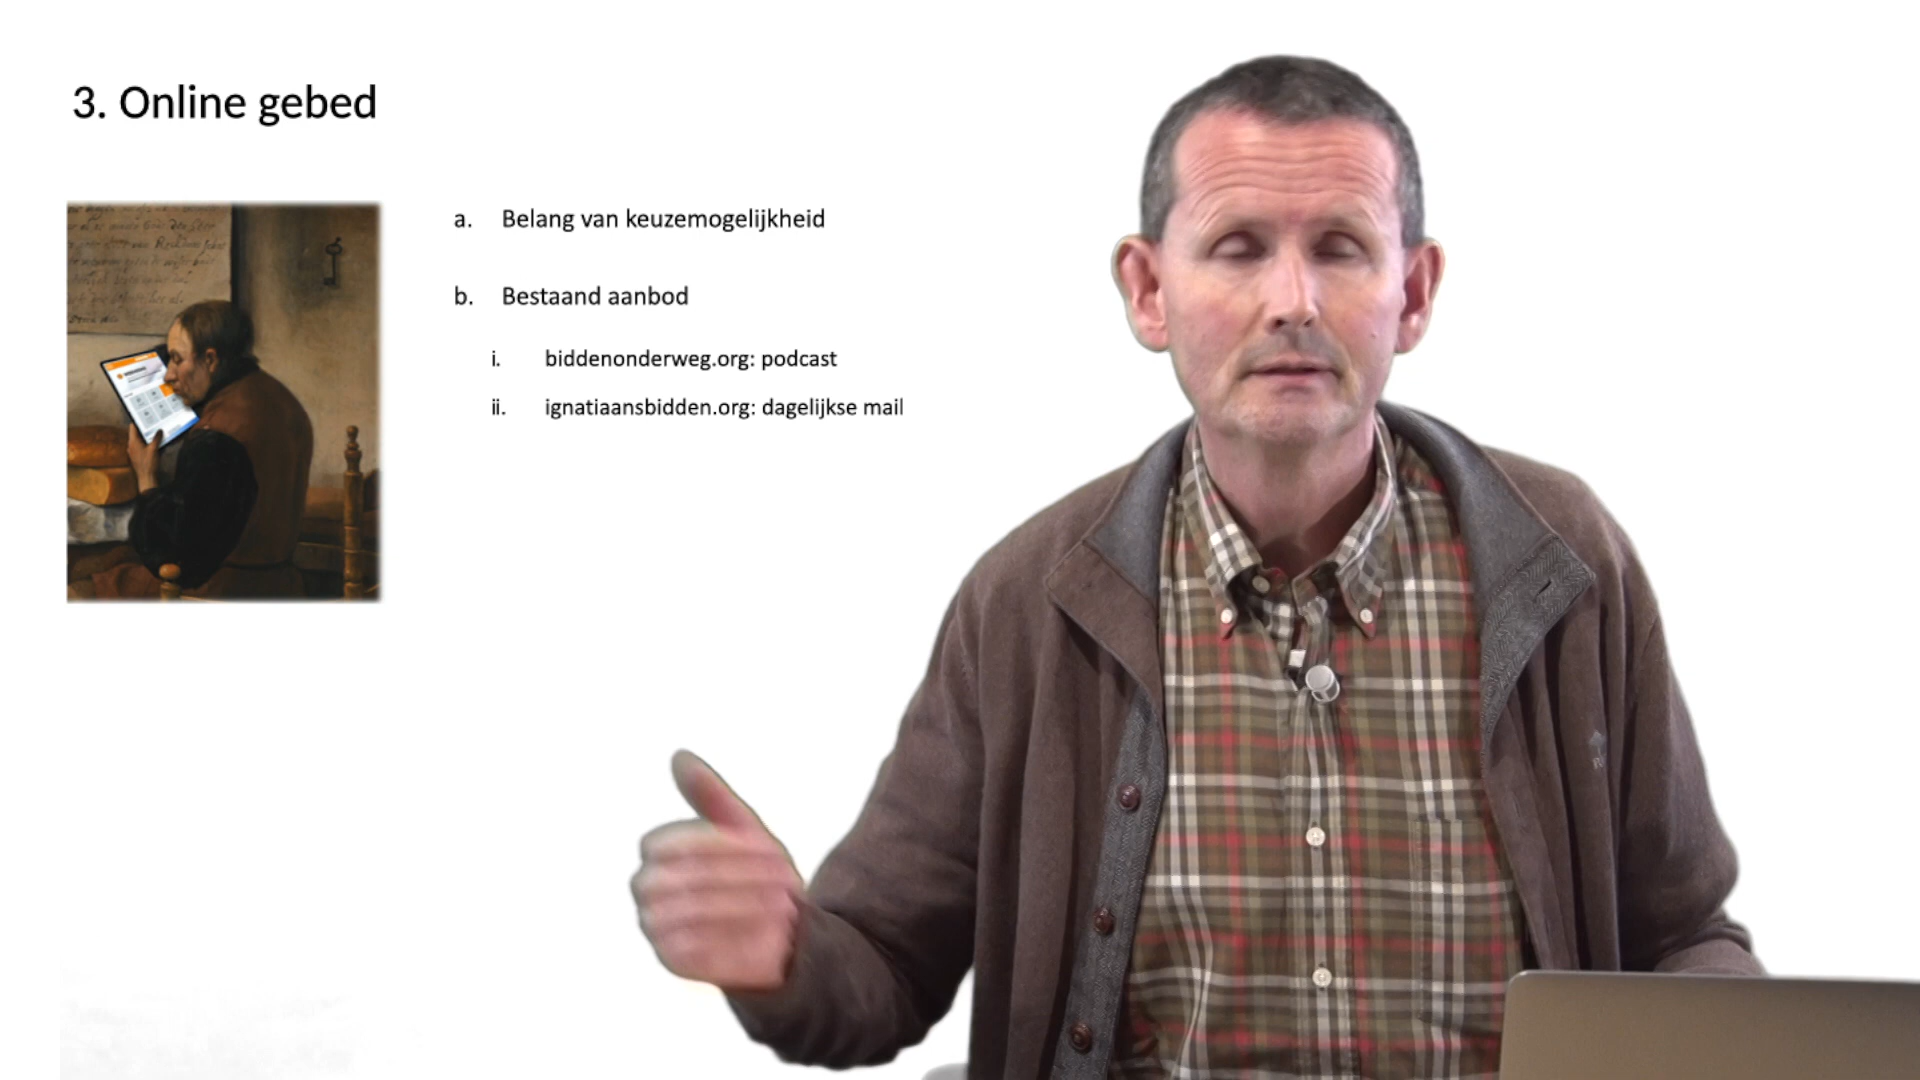 3. Online gebed
a. Belang van keuzemogelijkheid
b. Bestaand aanbod
i. biddenonderweg.org: podcast
ii. ignatiaansbidden.org: dagelijkse mail